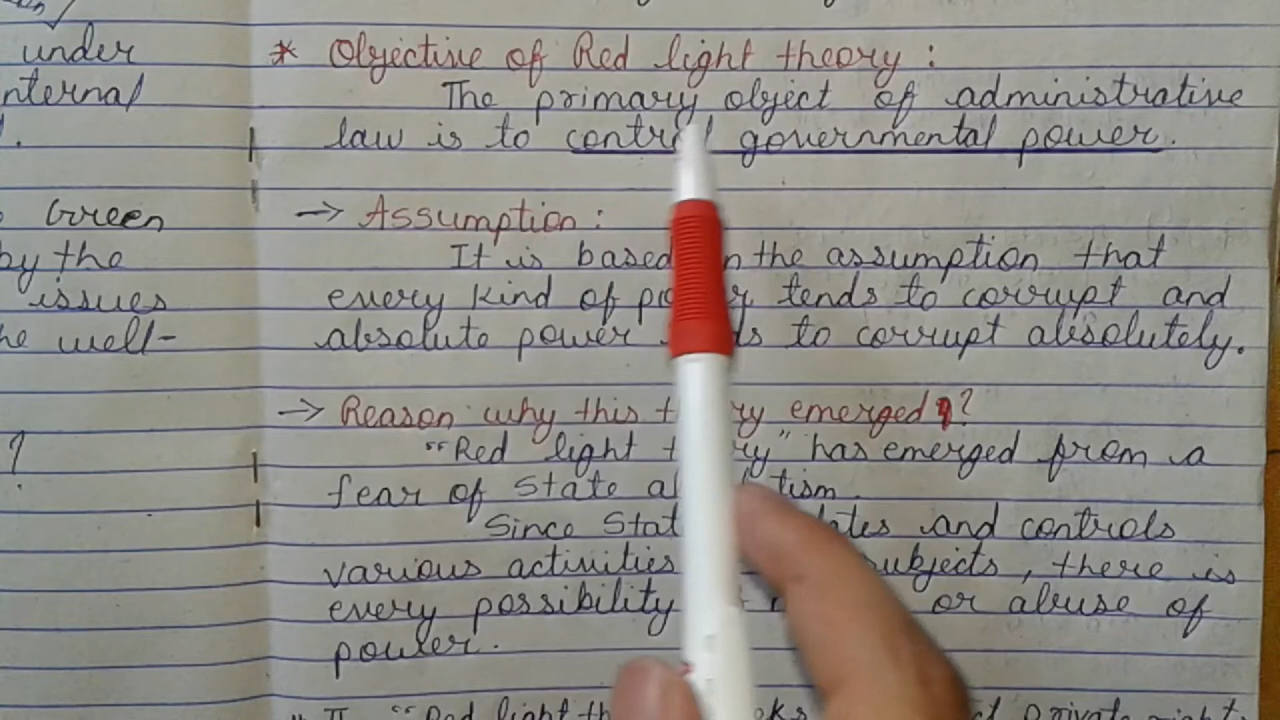 under
nternal
.
Green
by the
issues
he well-
?
* Objective of Red light theory :
The primary object of administrative
law is to control governmental power.
→ Assumption :
It is based the assumption that
every kind of tends to corrupt and
absolute power to corrupt absolutely.
→ Reason why this emerged ?
"Red light has emerged from a
fear of State
Since and controls
various activities , there is
every possibility or abuse of
power.
"Red light